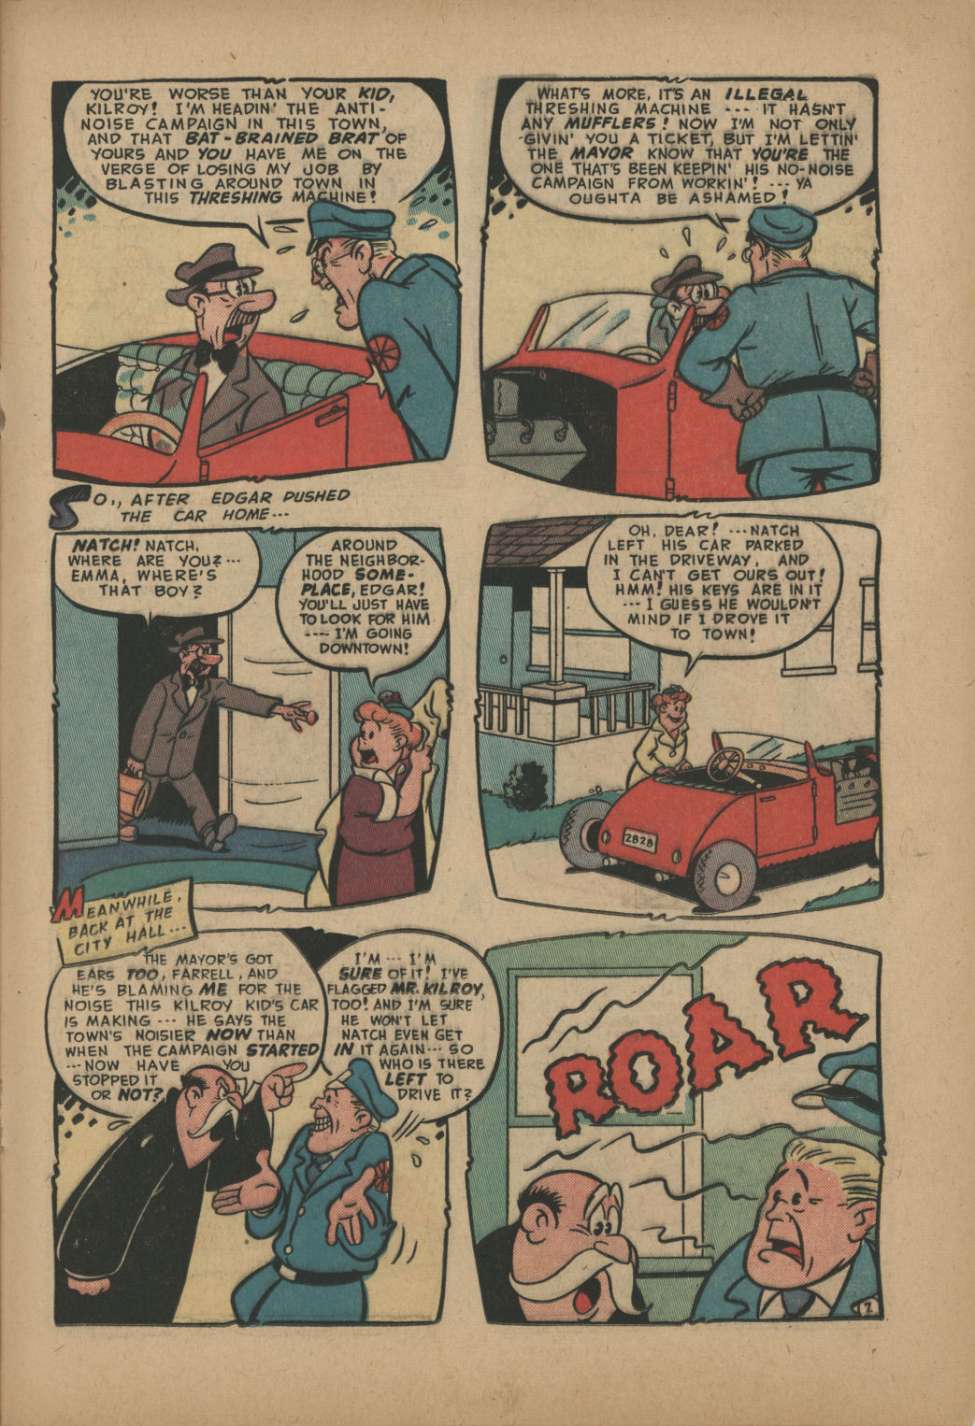 YOU'RE WORSE THAN YOUR KID,
KILROY! I'M HEADIN' THE ANTI-
NOISE CAMPAIGN IN THIS TOWN,
AND THAT BAT-BRAINED BRAT OF
YOURS AND YOU HAVE ME ON THE
VERGE OF LOSING MY JOB BY
BLASTING AROUND TOWN IN
THIS THRESHING MACHINE!
WHAT'S MORE, IT'S AN ILLEGAL
THRESHING MACHINE --- IT HASN'T
ANY MUFFLERS! NOW I'M NOT ONLY
GIVIN' YOU A TICKET, BUT I'M LETTIN'
THE MAYOR KNOW THAT YOU'RE THE
ONE THAT'S BEEN KEEPIN' HIS NO-NOISE
CAMPAIGN FROM WORKIN'! --- YA
OUGHTA BE ASHAMED!
SO., AFTER EDGAR PUSHED
THE CAR HOME---
NATCH! NATCH,
WHERE ARE YOU? ---
EMMA, WHERE'S
THAT BOY?
AROUND
THE NEIGHBOR-
HOOD SOME-
PLACE, EDGAR!
YOU'LL JUST HAVE
TO LOOK FOR HIM
---- I'M GOING
DOWNTOWN!
OH, DEAR! ---NATCH
LEFT HIS CAR PARKED
IN THE DRIVEWAY, AND
I CAN'T GET OURS OUT!
HMM! HIS KEYS ARE IN IT
--- I GUESS HE WOULDN'T
MIND IF I DROVE IT
TO TOWN!
2828
MEANWHILE,
BACK AT THE
CITY HALL---
THE MAYOR'S GOT
EARS TOO, FARRELL, AND
HE'S BLAMING ME FOR THE
NOISE THIS KILROY KID'S CAR
IS MAKING --- HE SAYS THE
TOWN'S NOISIER NOW THAN
WHEN THE CAMPAIGN STARTED
---NOW HAVE YOU
STOPPED IT
OR NOT?
I'M -- I'M
SURE OF IT! I'VE
FLAGGED MR. KILROY,
TOO! AND I'M SURE
HE WON'T LET
NATCH EVEN GET
IN IT AGAIN--- SO
WHO IS THERE
LEFT TO
DRIVE IT?
ROAR
2